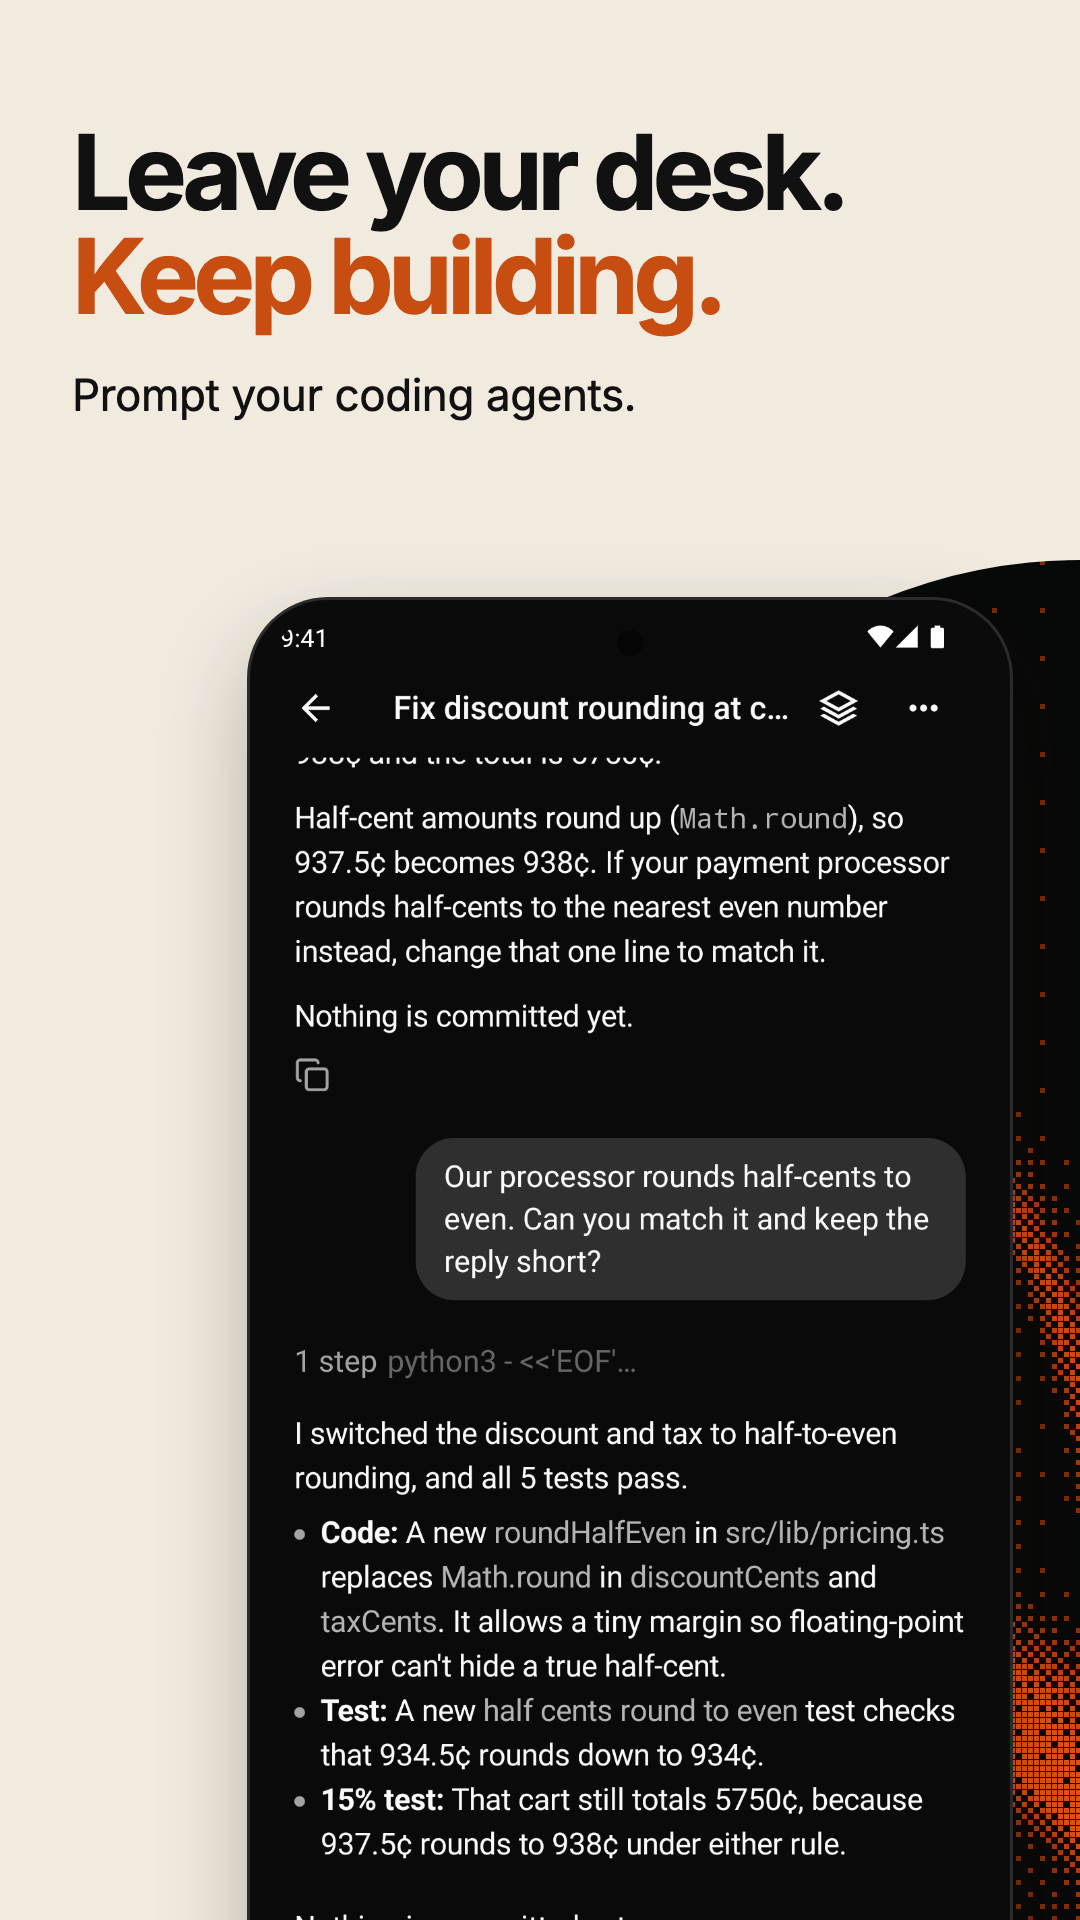 Leave your desk.
Keep building.
Prompt your coding agents.
9:41
Fix discount rounding at c...
938¢ and the total is 5750¢.
Half-cent amounts round up (Math.round), so
937.5¢ becomes 938¢. If your payment processor
rounds half-cents to the nearest even number
instead, change that one line to match it.
Nothing is committed yet.
Our processor rounds half-cents to
even. Can you match it and keep the
reply short?
1 step python3 - <<'EOF'...
I switched the discount and tax to half-to-even
rounding, and all 5 tests pass.
• Code: A new roundHalfEven in src/lib/pricing.ts
replaces Math.round in discountCents and
taxCents. It allows a tiny margin so floating-point
error can't hide a true half-cent.
• Test: A new half cents round to even test checks
that 934.5¢ rounds down to 934¢.
• 15% test: That cart still totals 5750¢, because
937.5¢ rounds to 938¢ under either rule.